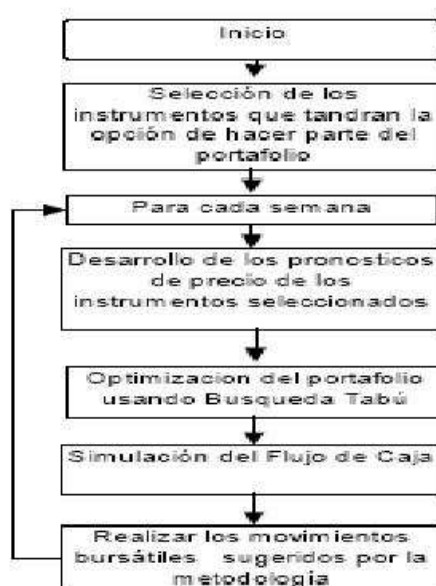 Inicio
Selección de los
instrumentos que tandran la
opción de hacer parte del
portafolio
Para cada semana
Desarrollo de los pronosticos
de precio de los
instrumentos seleccionados
Optimizacion del portafolio
usando Busqueda Tabú
Simulación del Flujo de Caja
Realizar los movimientos
bursátiles sugeridos por la
metodología